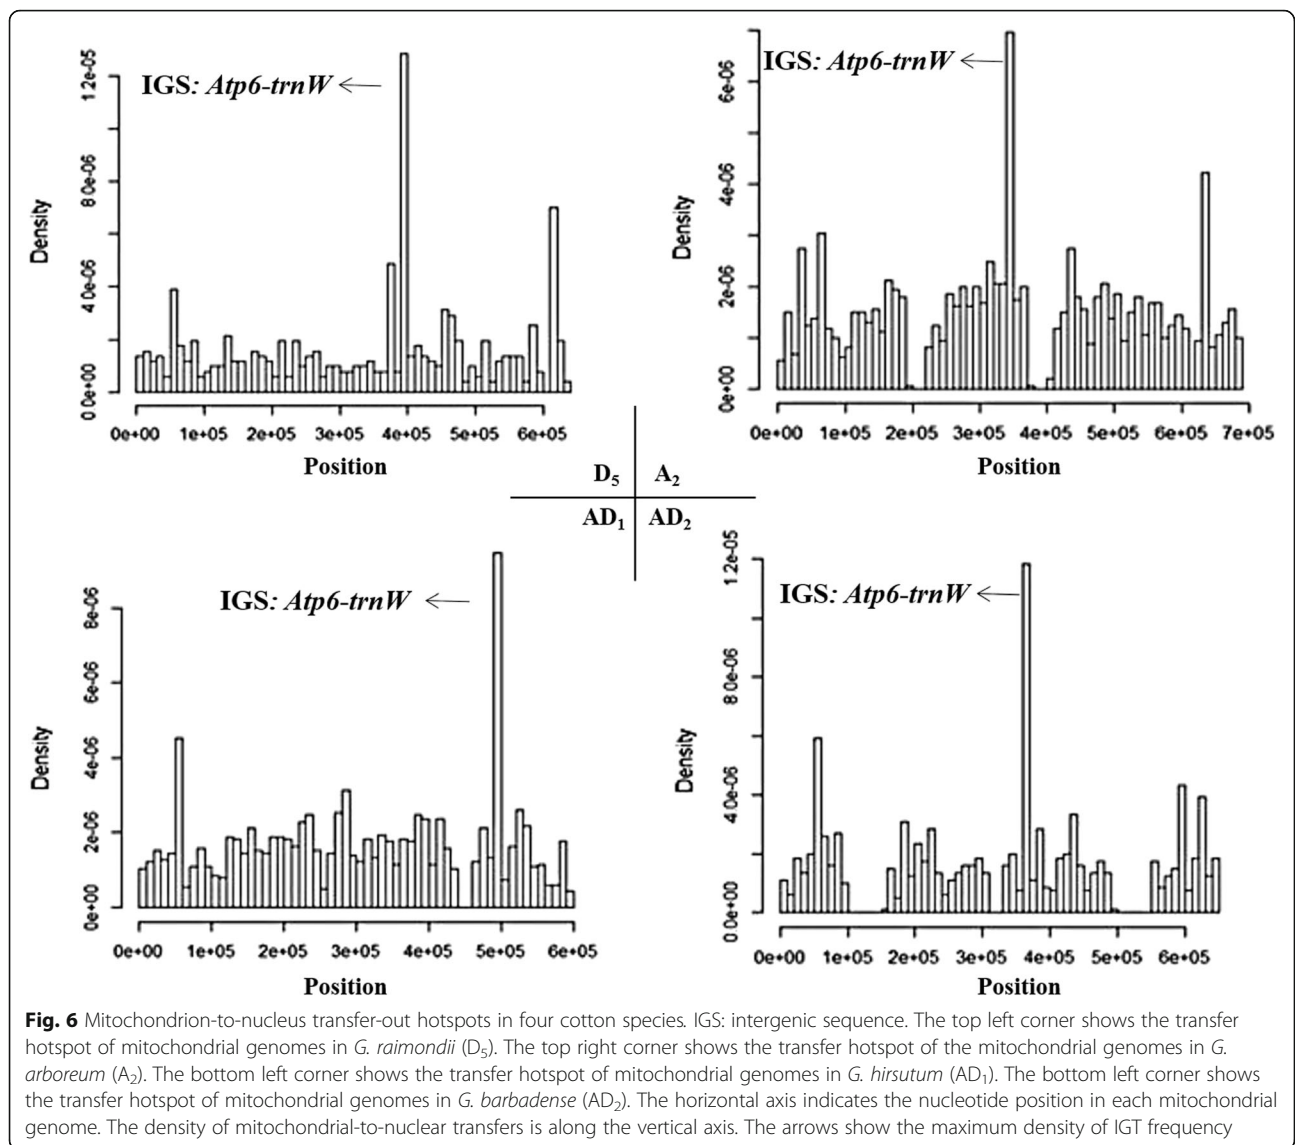 IGS: Atp6-trnW
Density
0.0e+00 4.0e-06 8.0e-06 1.2e-05
0e+00 1e+05 2e+05 3e+05 4e+05 5e+05 6e+05
Position
IGS: Atp6-trnW
Density
0e+00 2e-06 4e-06 6e-06
0e+00 1e+05 2e+05 3e+05 4e+05 5e+05 6e+05 7e+05
Position
D5 A2
AD1 AD2
IGS: Atp6-trnW
Density
0e+00 2e-06 4e-06 6e-06 8e-06
0e+00 1e+05 2e+05 3e+05 4e+05 5e+05 6e+05
Position
IGS: Atp6-trnW
Density
0.0e+00 4.0e-06 8.0e-06 1.2e-05
0e+00 1e+05 2e+05 3e+05 4e+05 5e+05 6e+05
Position
Fig. 6 Mitochondrion-to-nucleus transfer-out hotspots in four cotton species. IGS: intergenic sequence. The top left corner shows the transfer
hotspot of mitochondrial genomes in G. raimondii (D5). The top right corner shows the transfer hotspot of the mitochondrial genomes in G.
arboreum (A2). The bottom left corner shows the transfer hotspot of mitochondrial genomes in G. hirsutum (AD1). The bottom left corner shows
the transfer hotspot of mitochondrial genomes in G. barbadense (AD2). The horizontal axis indicates the nucleotide position in each mitochondrial
genome. The density of mitochondrial-to-nuclear transfers is along the vertical axis. The arrows show the maximum density of IGT frequency